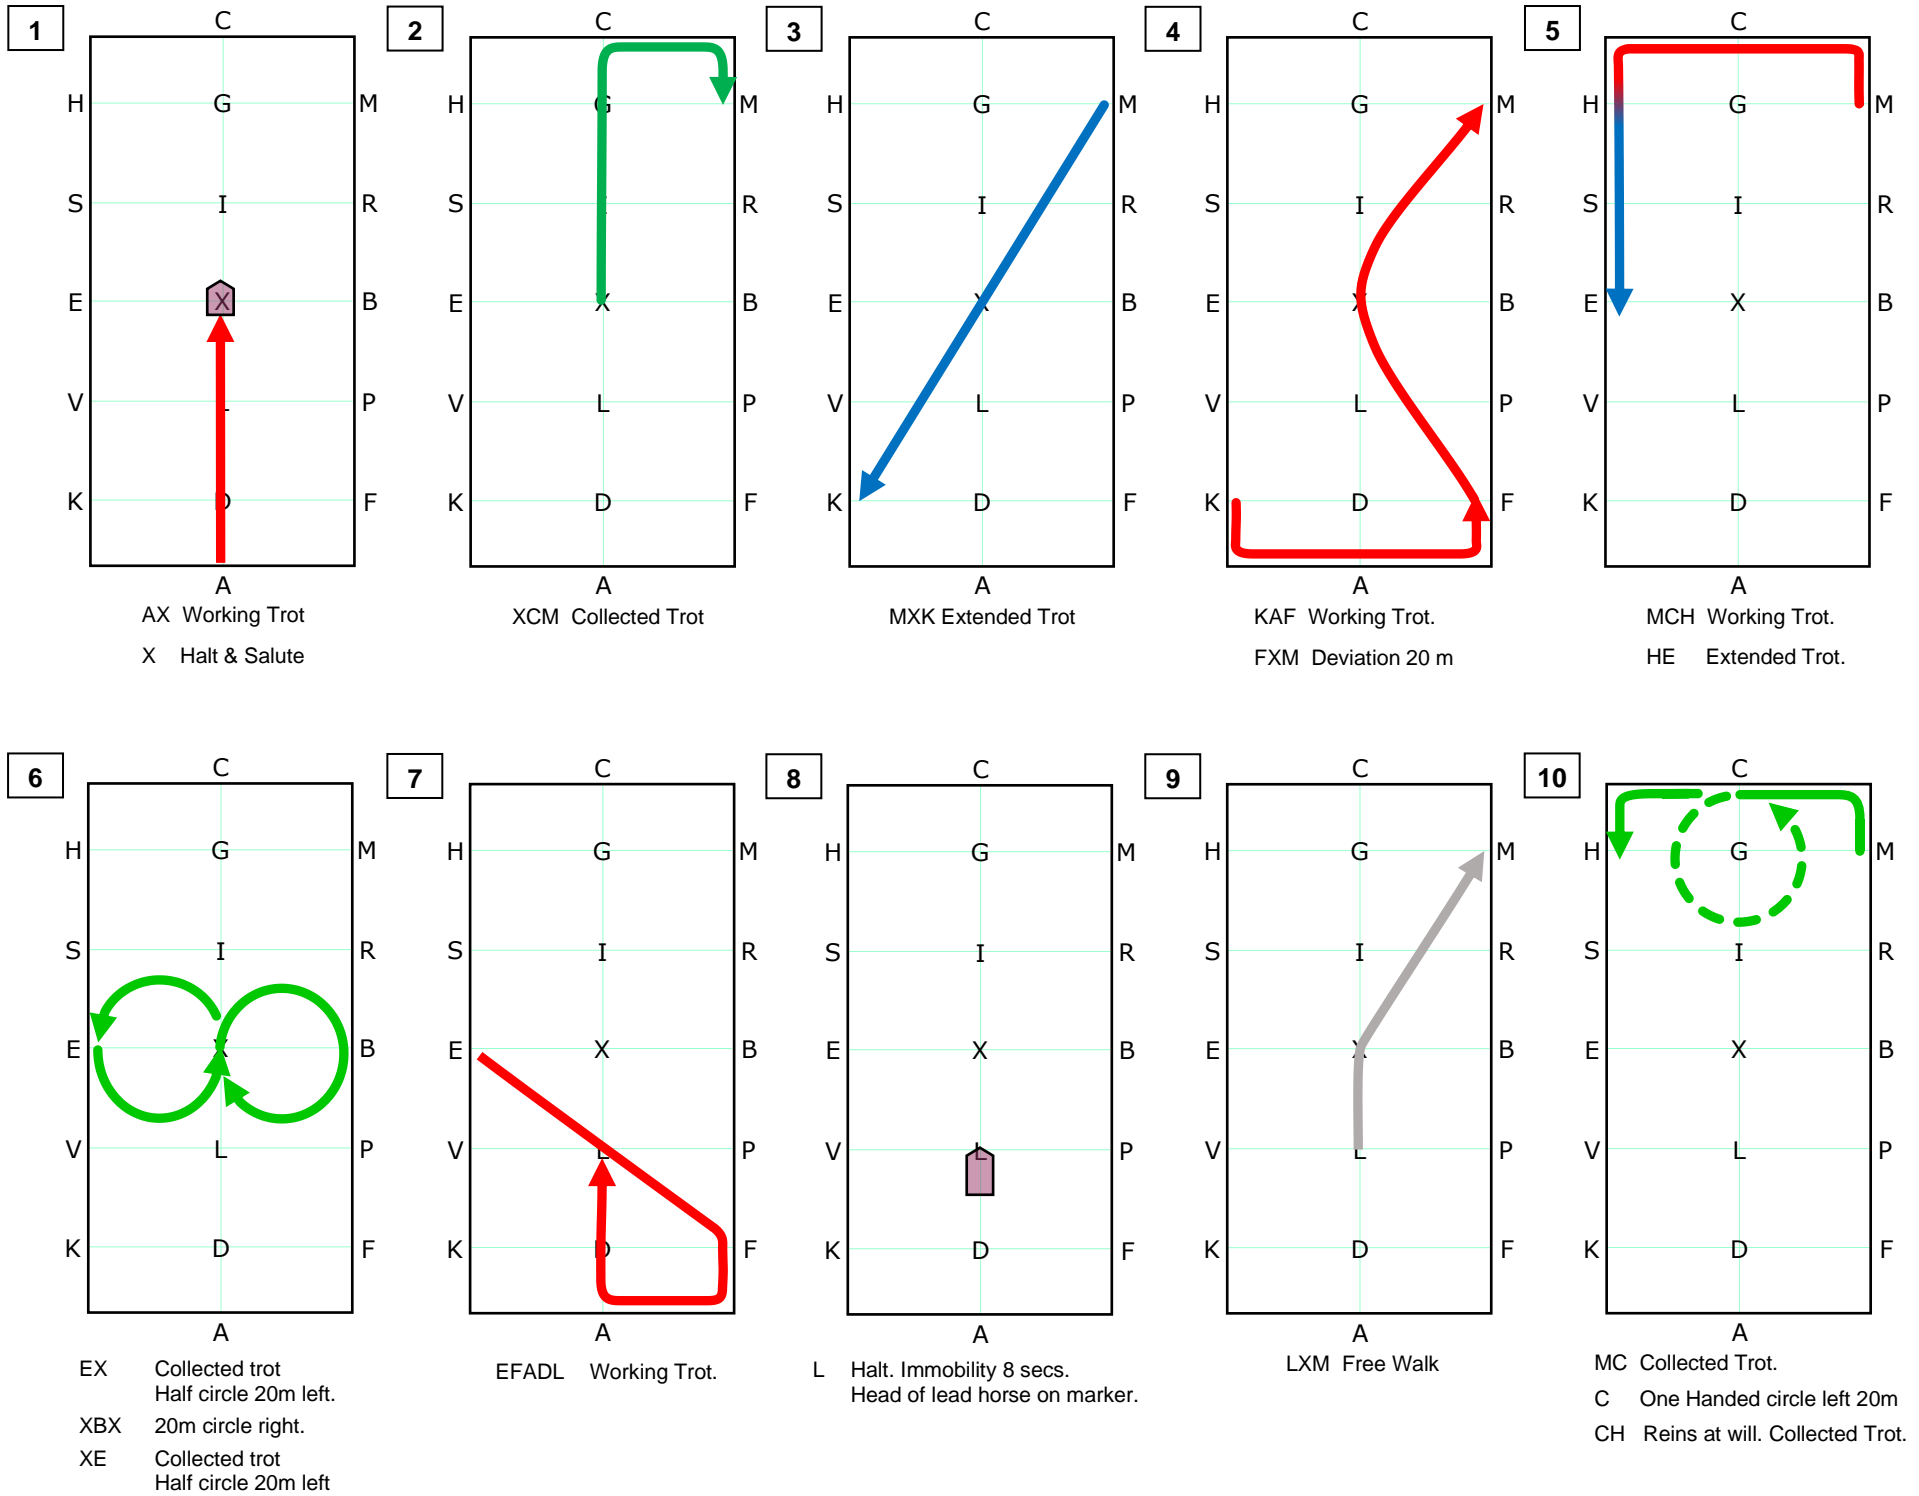 1
C
H G M
S I R
E X B
V L P
K D F
A
AX Working Trot
X Halt & Salute
2
C
H G M
S R
E X B
V L P
K D F
A
XCM Collected Trot
3
C
H G M
S I R
E X B
V L P
K D F
A
MXK Extended Trot
4
C
H G M
S I R
E X B
V L P
K D F
A
KAF Working Trot.
FXM Deviation 20 m
5
C
H G M
S I R
E X B
V L P
K D F
A
MCH Working Trot.
HE Extended Trot.
6
C
H G M
S I R
E X B
V L P
K D F
A
EX Collected trot
Half circle 20m left.
XBX 20m circle right.
XE Collected trot
Half circle 20m left
7
C
H G M
S I R
E X B
V L P
K D F
A
EFADL Working Trot.
8
C
H G M
S I R
E X B
V L P
K D F
A
L Halt. Immobility 8 secs.
Head of lead horse on marker.
9
C
H G M
S I R
E X B
V L P
K D F
A
LXM Free Walk
10
C
H G M
S I R
E X B
V L P
K D F
A
MC Collected Trot.
C One Handed circle left 20m
CH Reins at will. Collected Trot.